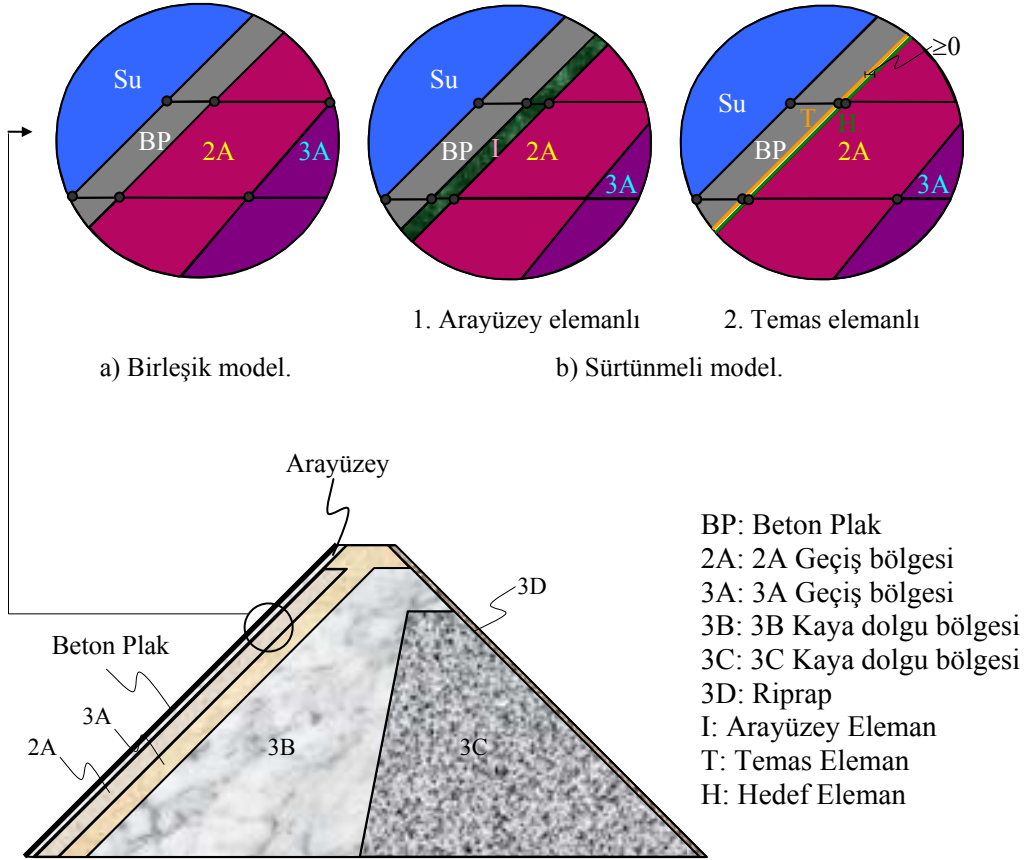 Su
BP
2A
3A
Su
BP
I
2A
3A
≥0
Su
T
H
BP
2A
3A
1. Arayüzey elemanlı
2. Temas elemanlı
a) Birleşik model.
b) Sürtünmeli model.
Arayüzey
Beton Plak
3A
2A
3B
3C
3D
BP: Beton Plak
2A: 2A Geçiş bölgesi
3A: 3A Geçiş bölgesi
3B: 3B Kaya dolgu bölgesi
3C: 3C Kaya dolgu bölgesi
3D: Riprap
I: Arayüzey Eleman
T: Temas Eleman
H: Hedef Eleman